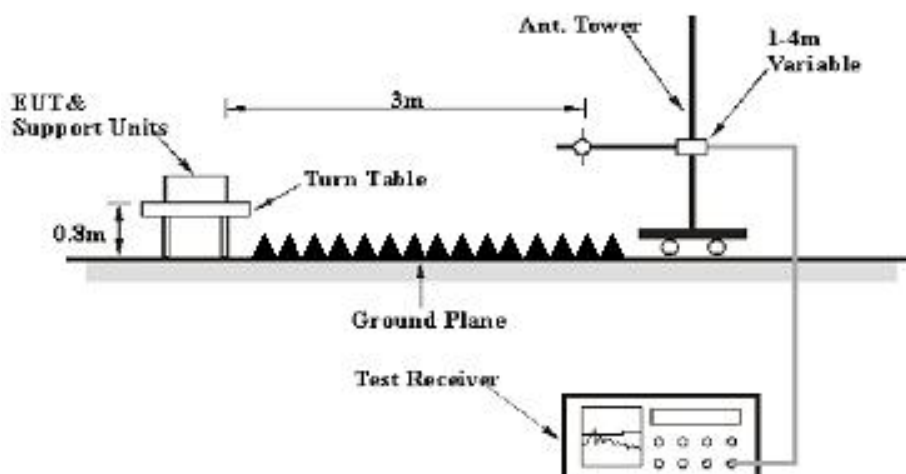 Ant. Tower
1-4m
Variable
3m
EUT&
Support Units
Turn Table
0.8m
Ground Plane
Test Receiver